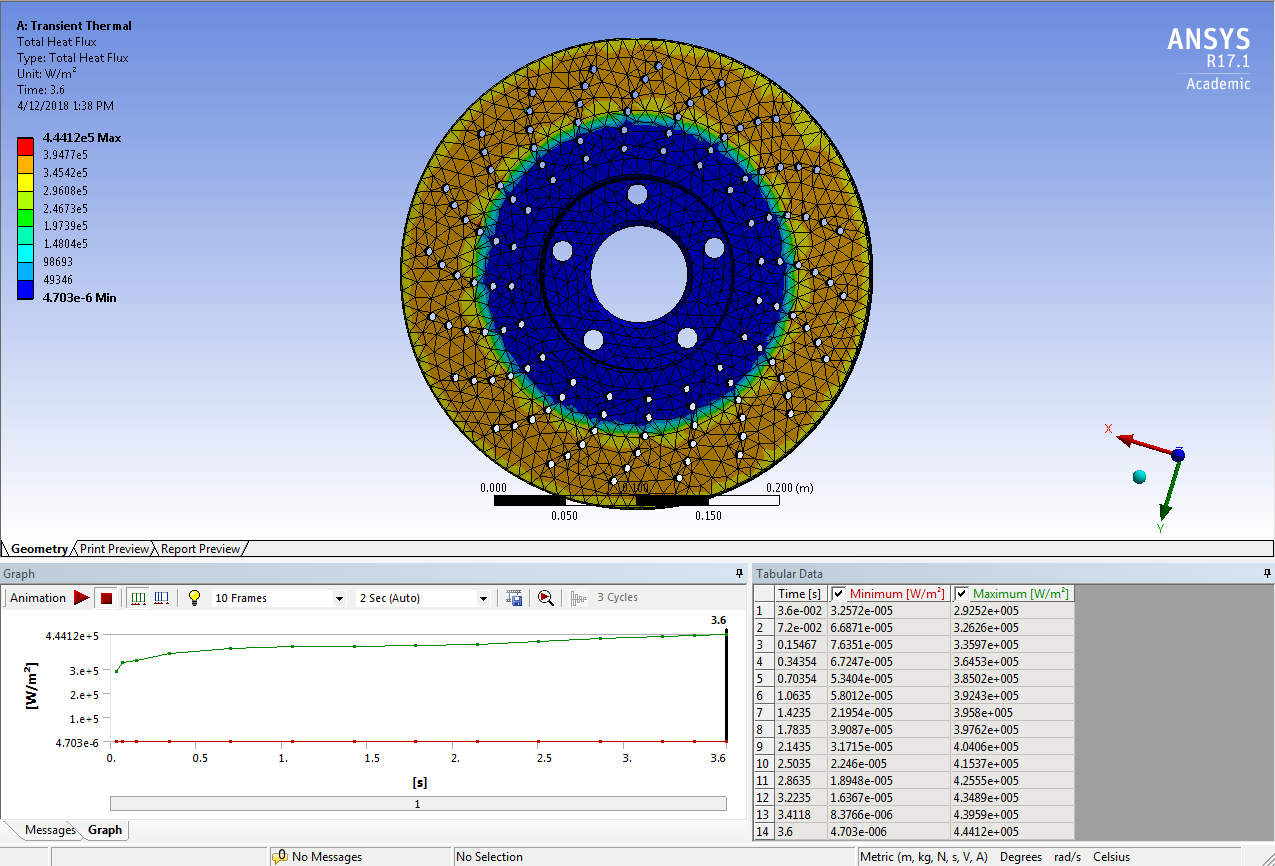 A: Transient Thermal
Total Heat Flux
Type: Total Heat Flux
Unit: W/m²
Time: 3.6
4/12/2018 1:38 PM
4.4412e5 Max
3.9477e5
3.4542e5
2.9608e5
2.4673e5
1.9739e5
1.4804e5
98693
49346
4.703e-6 Min
ANSYS
R17.1
Academic
0.000 0.100 0.200 (m)
0.050 0.150
X
Z
Y
Geometry Print Preview Report Preview
Graph
Animation 10 Frames 2 Sec (Auto) 3 Cycles
3.6
4.4412e+5
3.e+5
2.e+5
1.e+5
4.703e-6
[W/m²]
0. 0.5 1. 1.5 2. 2.5 3. 3.6
[s]
1
Messages Graph
Tabular Data
Time [s] Minimum [W/m²] Maximum [W/m²]
1 3.6e-002 3.2572e-005 2.9252e+005
2 7.2e-002 6.6871e-005 3.2626e+005
3 0.15467 7.6351e-005 3.3597e+005
4 0.34354 6.7247e-005 3.6453e+005
5 0.70354 5.3404e-005 3.8502e+005
6 1.0635 5.8012e-005 3.9243e+005
7 1.4235 2.1954e-005 3.958e+005
8 1.7835 3.9087e-005 3.9762e+005
9 2.1435 3.1715e-005 4.0406e+005
10 2.5035 2.246e-005 4.1537e+005
11 2.8635 1.8948e-005 4.2555e+005
12 3.2235 1.6367e-005 4.3489e+005
13 3.4118 8.3766e-006 4.3959e+005
14 3.6 4.703e-006 4.4412e+005
0 No Messages No Selection Metric (m, kg, N, s, V, A) Degrees rad/s Celsius